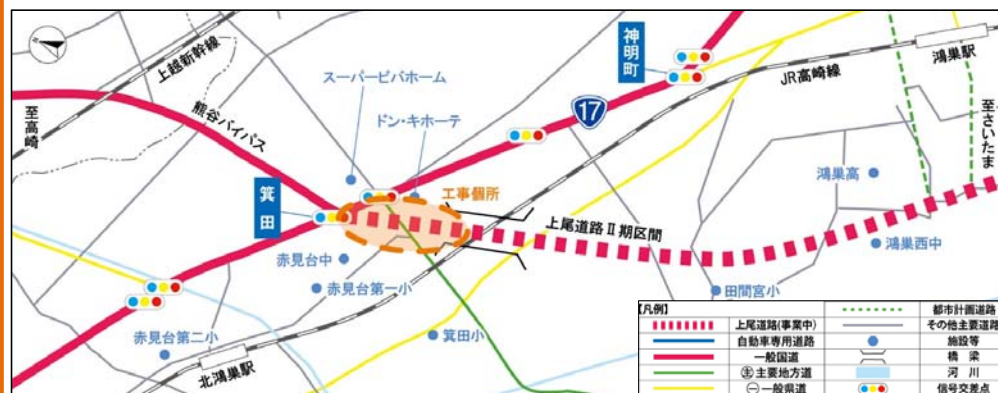 上越新幹線
スーパービバホーム
神明町
鴻巣駅
JR高崎線
至高崎
熊谷バイパス
ドン・キホーテ
17
至さいたま
箕田
工事個所
鴻巣高
上尾道路Ⅱ期区間
鴻巣西中
赤見台中
赤見台第一小
田間宮小
赤見台第二小
箕田小
北鴻巣駅
【凡例】
上尾道路(事業中)
都市計画道路
自動車専用道路
その他主要道路
一般国道
施設等
主 主要地方道
橋 梁
一 一般県道
河 川
信号交差点